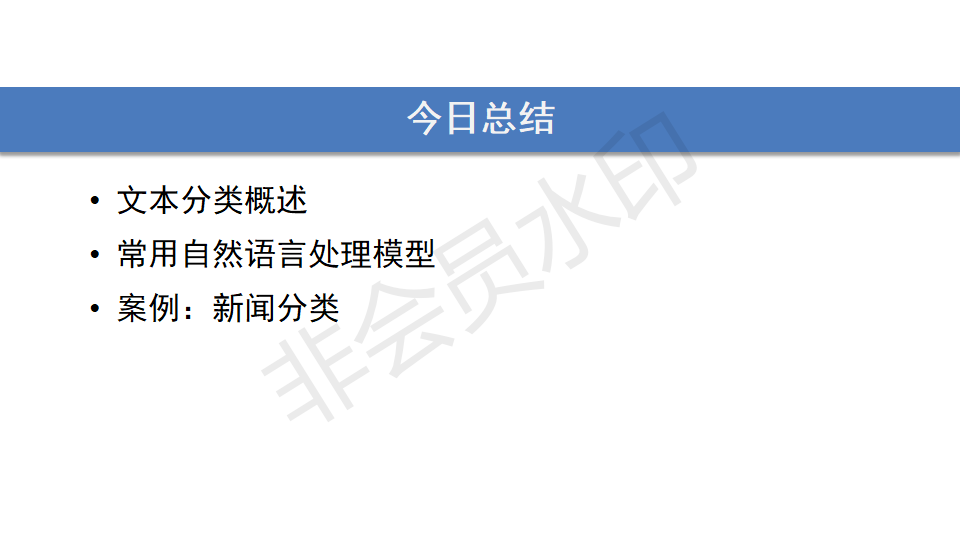 今日总结
• 文本分类概述
• 常用自然语言处理模型
• 案例：新闻分类
非会员水印